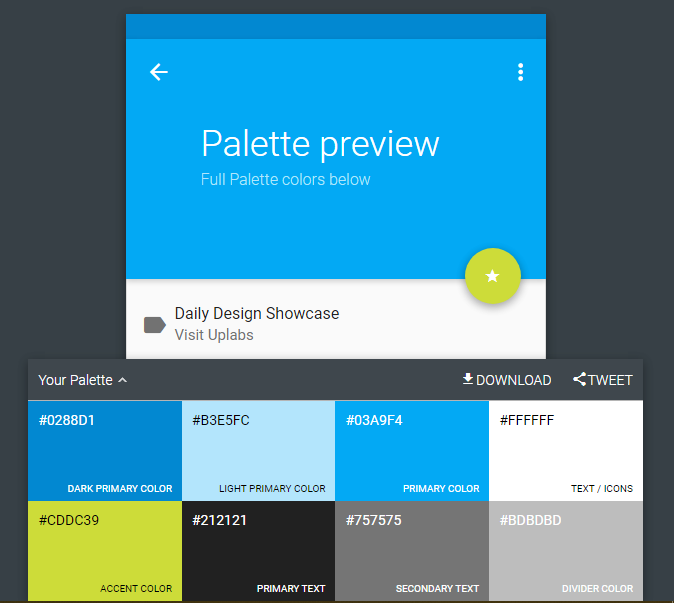 Palette preview
Full Palette colors below
Daily Design Showcase
Visit Uplabs
Your Palette
DOWNLOAD
TWEET
#0288D1
DARK PRIMARY COLOR
#B3E5FC
LIGHT PRIMARY COLOR
#03A9F4
PRIMARY COLOR
#FFFFFF
TEXT / ICONS
#CDDC39
ACCENT COLOR
#212121
PRIMARY TEXT
#757575
SECONDARY TEXT
#BDBDBD
DIVIDER COLOR